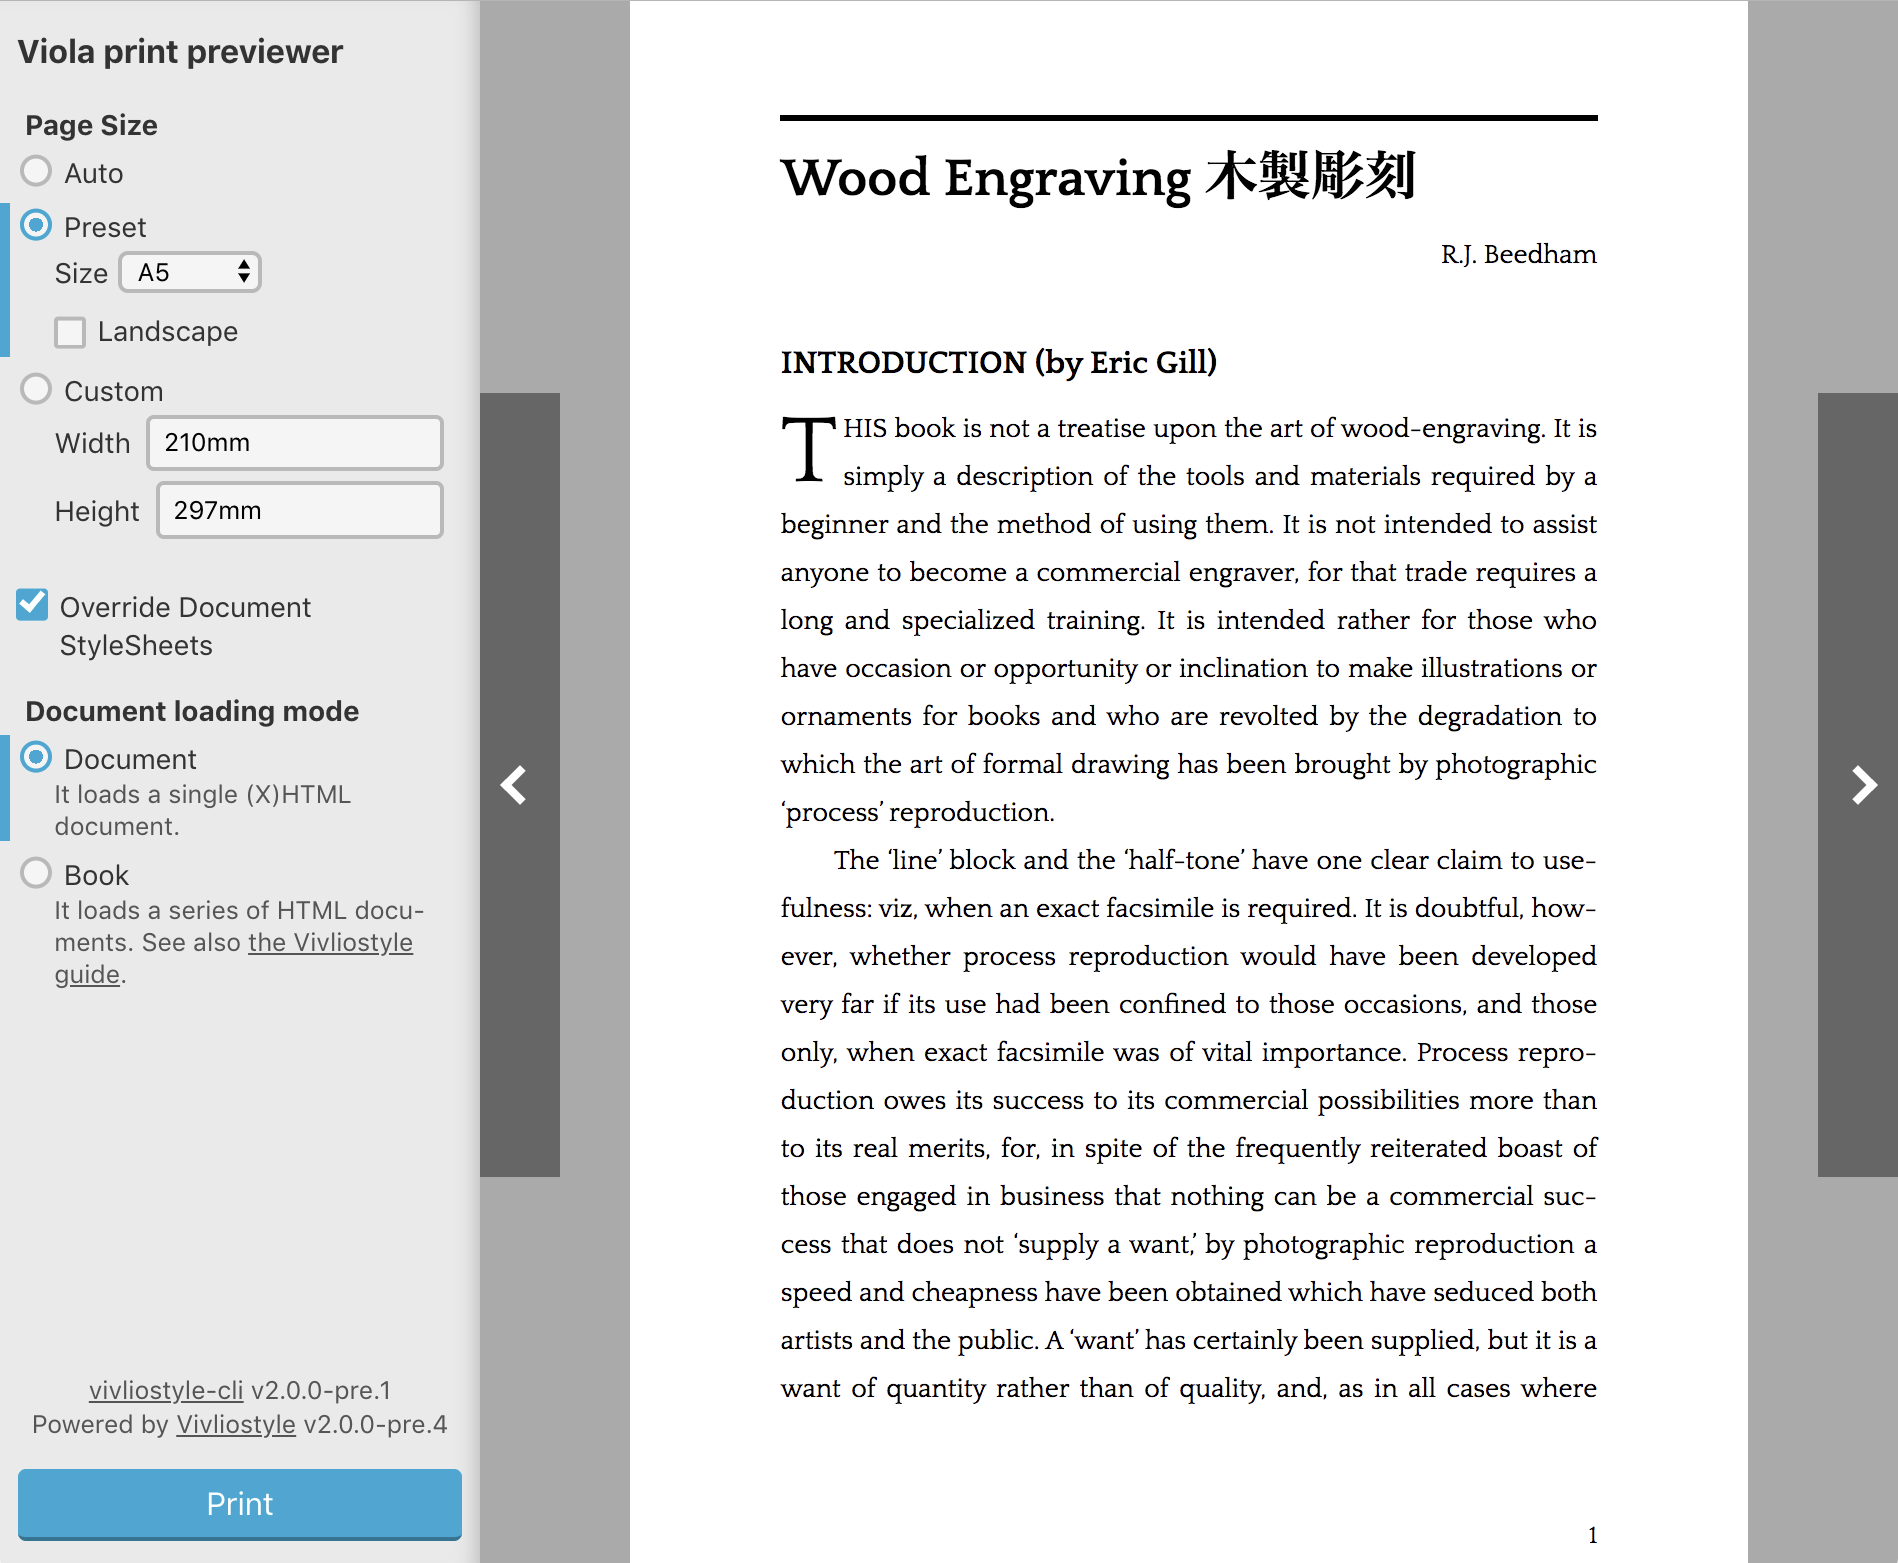 Viola print previewer
Page Size
Auto
Preset
Size A5
Landscape
Custom
Width 210mm
Height 297mm
Override Document
StyleSheets
Document loading mode
Document
It loads a single (X)HTML
document.
Book
It loads a series of HTML docu-
ments. See also the Vivliostyle
guide.
vivliostyle-cli v2.0.0-pre.1
Powered by Vivliostyle v2.0.0-pre.4
Print
Wood Engraving 木製彫刻
R.J. Beedham
INTRODUCTION (by Eric Gill)
THIS book is not a treatise upon the art of wood-engraving. It is
simply a description of the tools and materials required by a
beginner and the method of using them. It is not intended to assist
anyone to become a commercial engraver, for that trade requires a
long and specialized training. It is intended rather for those who
have occasion or opportunity or inclination to make illustrations or
ornaments for books and who are revolted by the degradation to
which the art of formal drawing has been brought by photographic
‘process’ reproduction.
The ‘line’ block and the ‘half-tone’ have one clear claim to use-
fulness: viz, when an exact facsimile is required. It is doubtful, how-
ever, whether process reproduction would have been developed
very far if its use had been confined to those occasions, and those
only, when exact facsimile was of vital importance. Process repro-
duction owes its success to its commercial possibilities more than
to its real merits, for, in spite of the frequently reiterated boast of
those engaged in business that nothing can be a commercial suc-
cess that does not ‘supply a want,’ by photographic reproduction a
speed and cheapness have been obtained which have seduced both
artists and the public. A ‘want’ has certainly been supplied, but it is a
want of quantity rather than of quality, and, as in all cases where
1